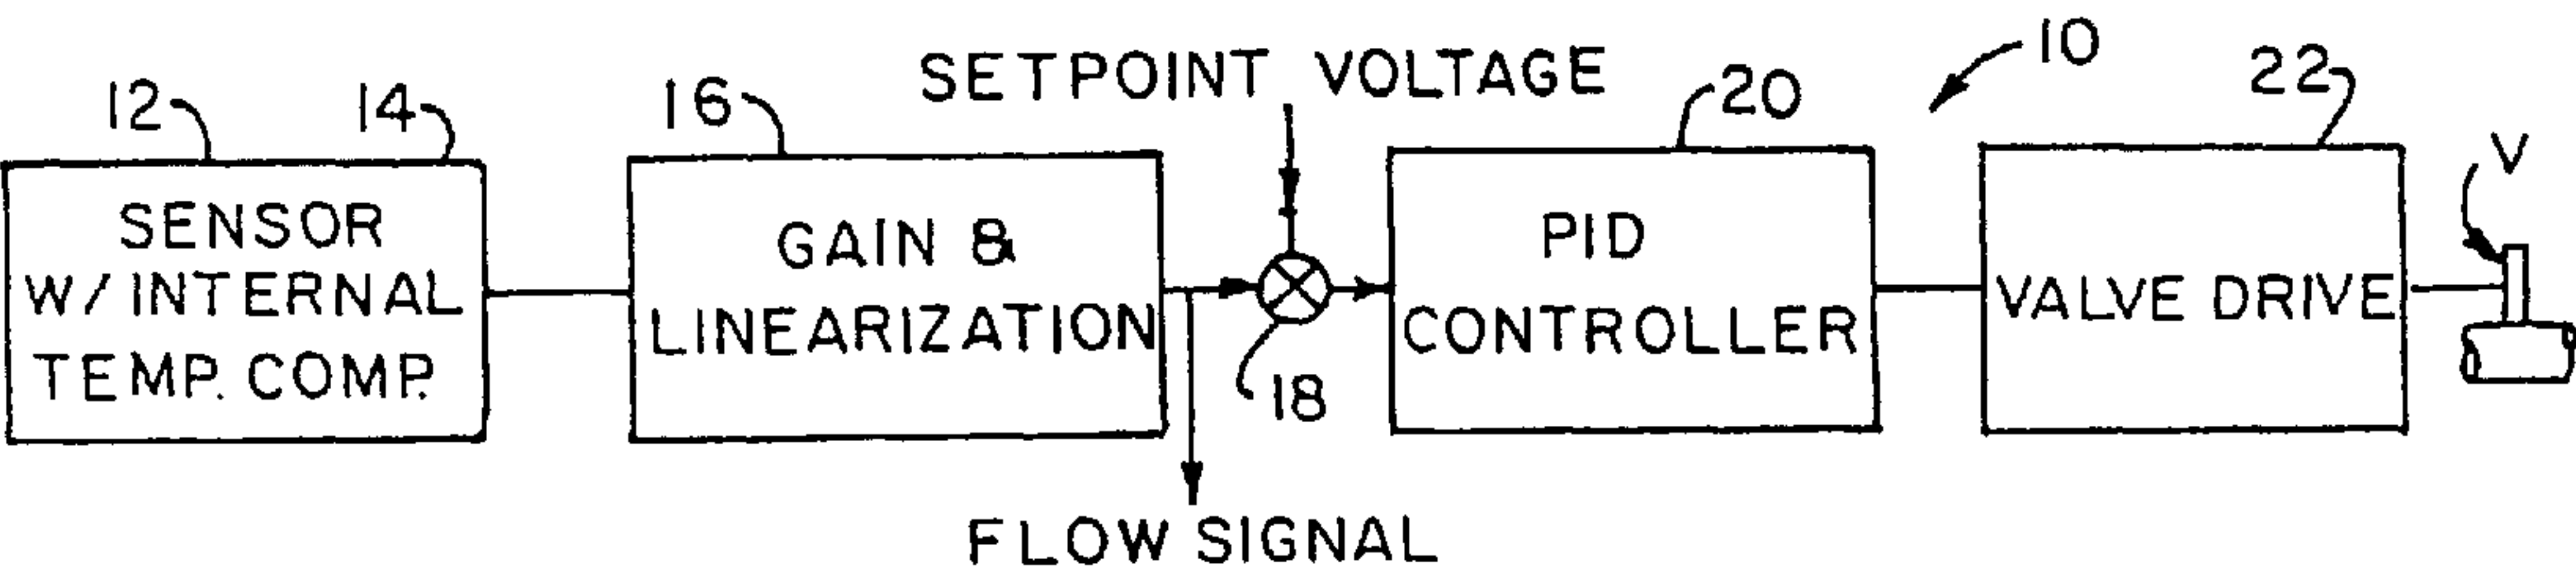 12
14
16
SETPOINT VOLTAGE
20
10
22
V
SENSOR
W/INTERNAL
TEMP. COMP.
GAIN &
LINEARIZATION
18
PID
CONTROLLER
VALVE DRIVE
FLOW SIGNAL